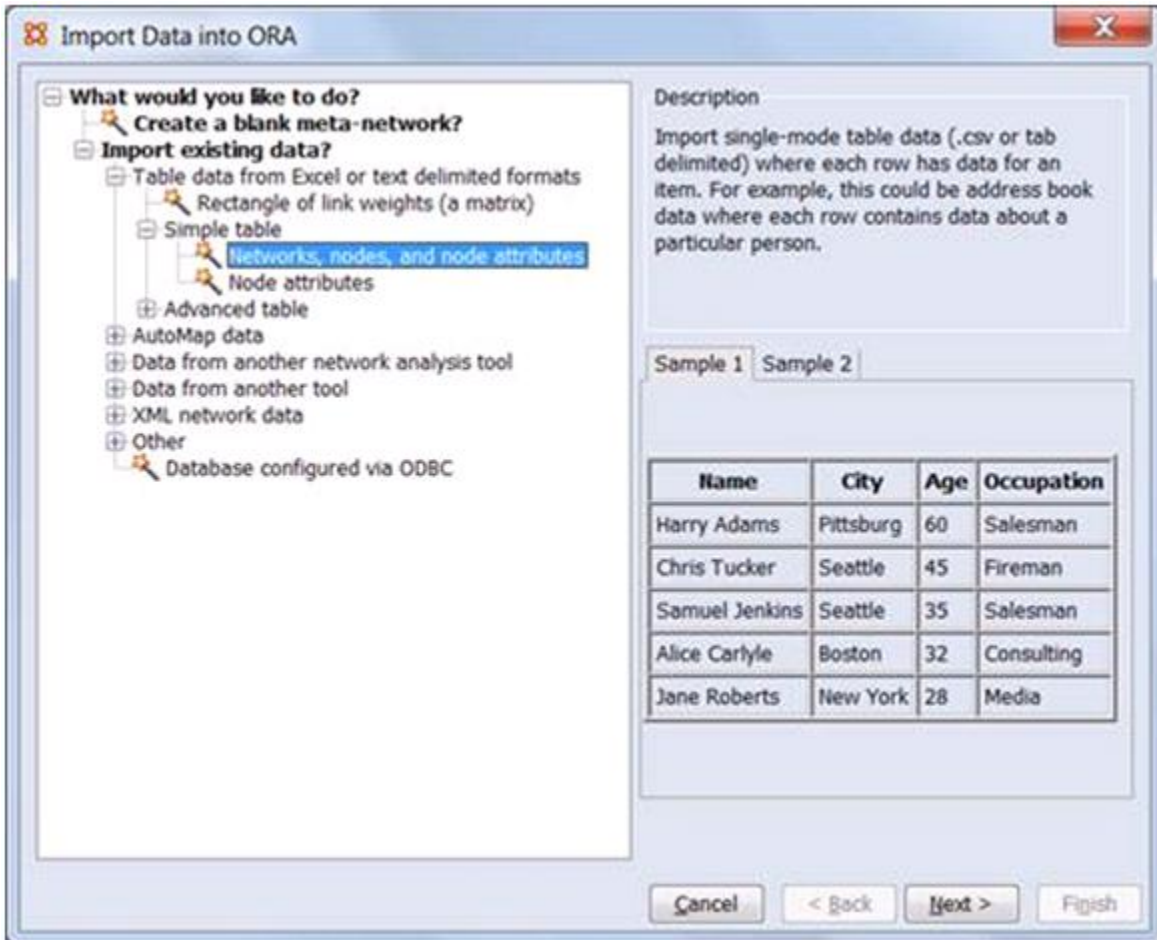 Import Data into ORA
What would you like to do?
Create a blank meta-network?
Import existing data?
Table data from Excel or text delimited formats
Rectangle of link weights (a matrix)
Simple table
Networks, nodes, and node attributes
Node attributes
Advanced table
AutoMap data
Data from another network analysis tool
Data from another tool
XML network data
Other
Database configured via ODBC
Description
Import single-mode table data (.csv or tab
delimited) where each row has data for an
item. For example, this could be address book
data where each row contains data about a
particular person.
Sample 1 Sample 2
Name City Age Occupation
Harry Adams Pittsburg 60 Salesman
Chris Tucker Seattle 45 Fireman
Samuel Jenkins Seattle 35 Salesman
Alice Carlyle Boston 32 Consulting
Jane Roberts New York 28 Media
Cancel < Back Next > Finish